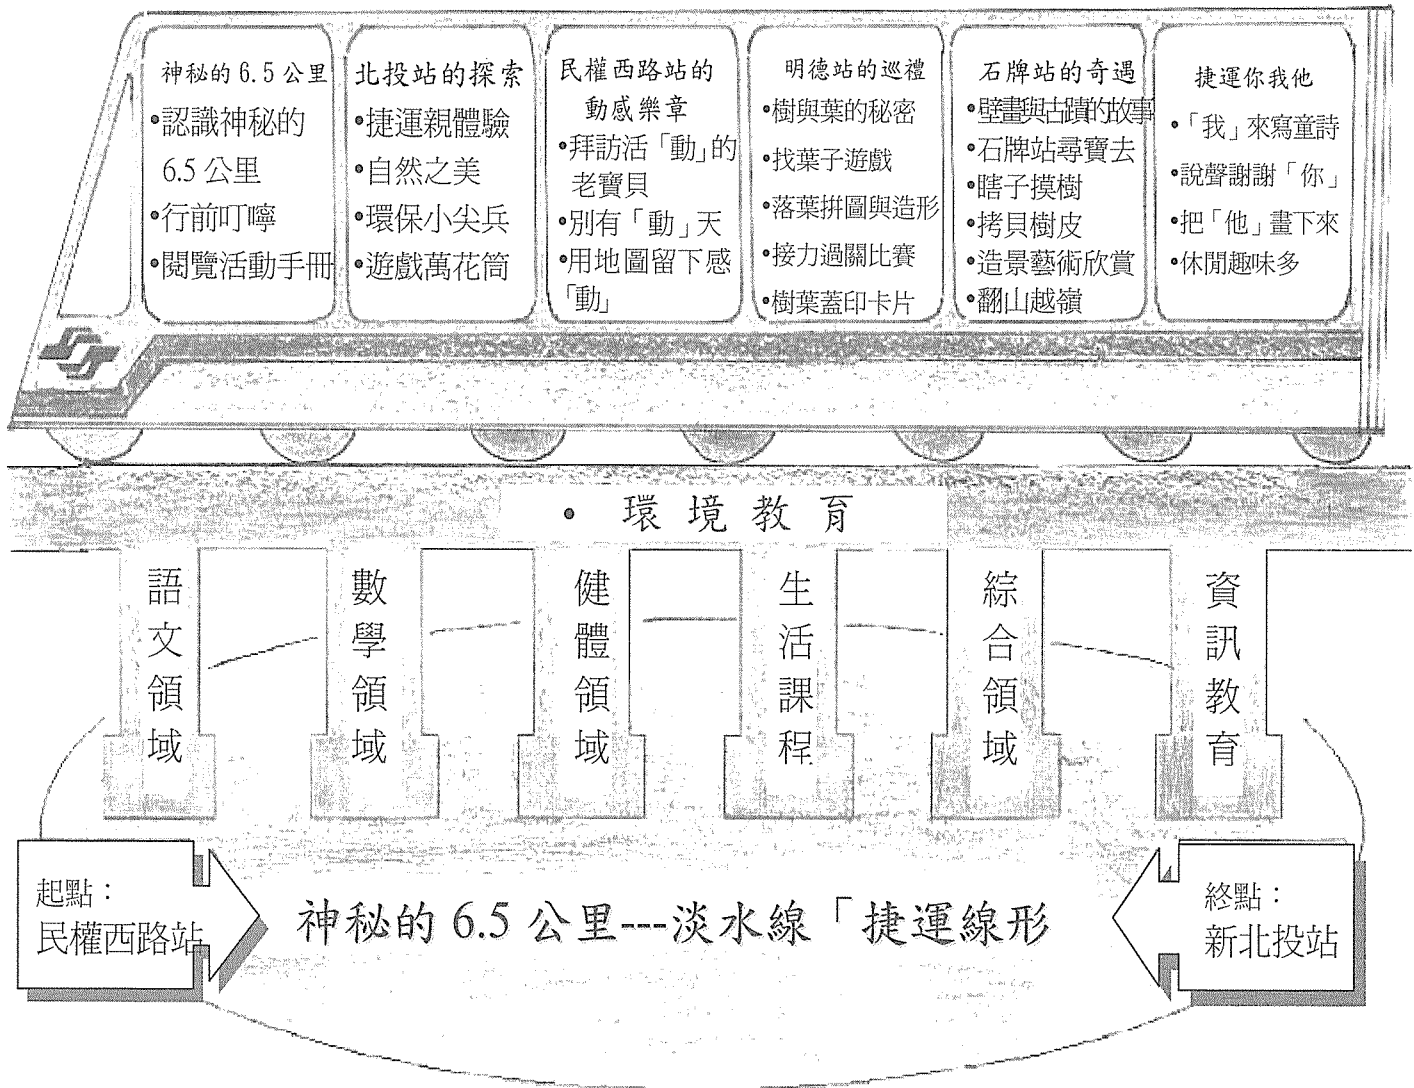 神秘的 6.5 公里
•認識神秘的
6.5 公里
•行前叮嚀
•閱覽活動手冊
北投站的探索
•捷運親體驗
•自然之美
•環保小尖兵
•遊戲萬花筒
民權西路站的
動感樂章
•拜訪活「動」的
老寶貝
•別有「動」天
•用地圖留下感
「動」
明德站的巡禮
•樹與葉的秘密
•找葉子遊戲
•落葉拼圖與造形
•接力過關比賽
•樹葉蓋印卡片
石牌站的奇遇
•壁畫與古蹟的故事
•石牌站尋寶去
•瞎子摸樹
•拷貝樹皮
•造景藝術欣賞
•翻山越嶺
捷運你我他
•「我」來寫童詩
•說聲謝謝「你」
•把「他」畫下來
•休閒趣味多
• 環境教育
語文領域
數學領域
健體領域
生活課程
綜合領域
資訊教育
起點：
民權西路站
神秘的 6.5 公里---淡水線「捷運線形
終點：
新北投站